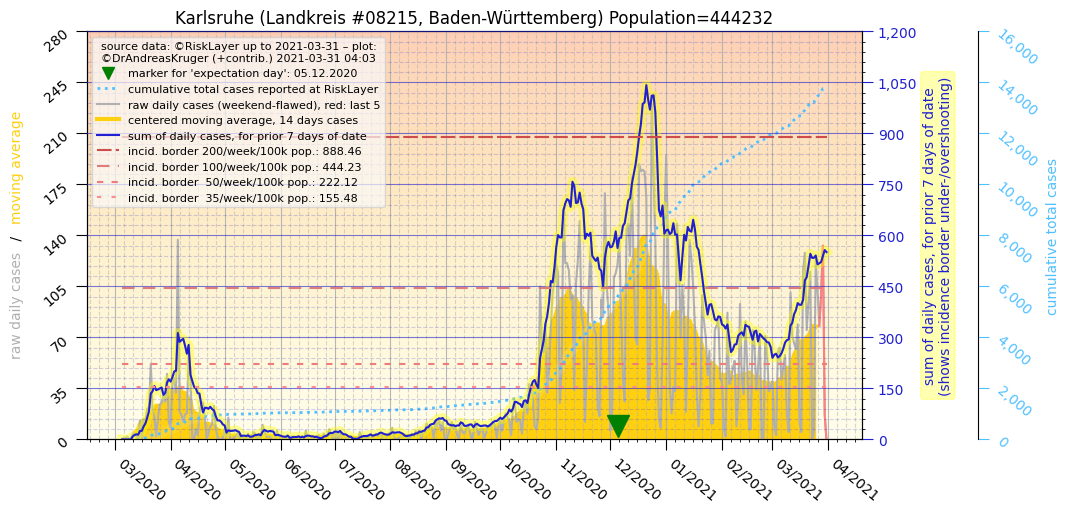 Karlsruhe (Landkreis #08215, Baden-Württemberg) Population=444232
source data: ©RiskLayer up to 2021-03-31 – plot:
©DrAndreasKruger (+contrib.) 2021-03-31 04:03
marker for 'expectation day': 05.12.2020
cumulative total cases reported at RiskLayer
raw daily cases (weekend-flawed), red: last 5
centered moving average, 14 days cases
sum of daily cases, for prior 7 days of date
incid. border 200/week/100k pop.: 888.46
incid. border 100/week/100k pop.: 444.23
incid. border  50/week/100k pop.: 222.12
incid. border  35/week/100k pop.: 155.48
raw daily cases / moving average
280
245
210
175
140
105
70
35
0
03/2020
04/2020
05/2020
06/2020
07/2020
08/2020
09/2020
10/2020
11/2020
12/2020
01/2021
02/2021
03/2021
04/2021
1,200
1,050
900
750
600
450
300
150
0
sum of daily cases, for prior 7 days of date
(shows incidence border under-/overshooting)
16,000
14,000
12,000
10,000
8,000
6,000
4,000
2,000
0
cumulative total cases